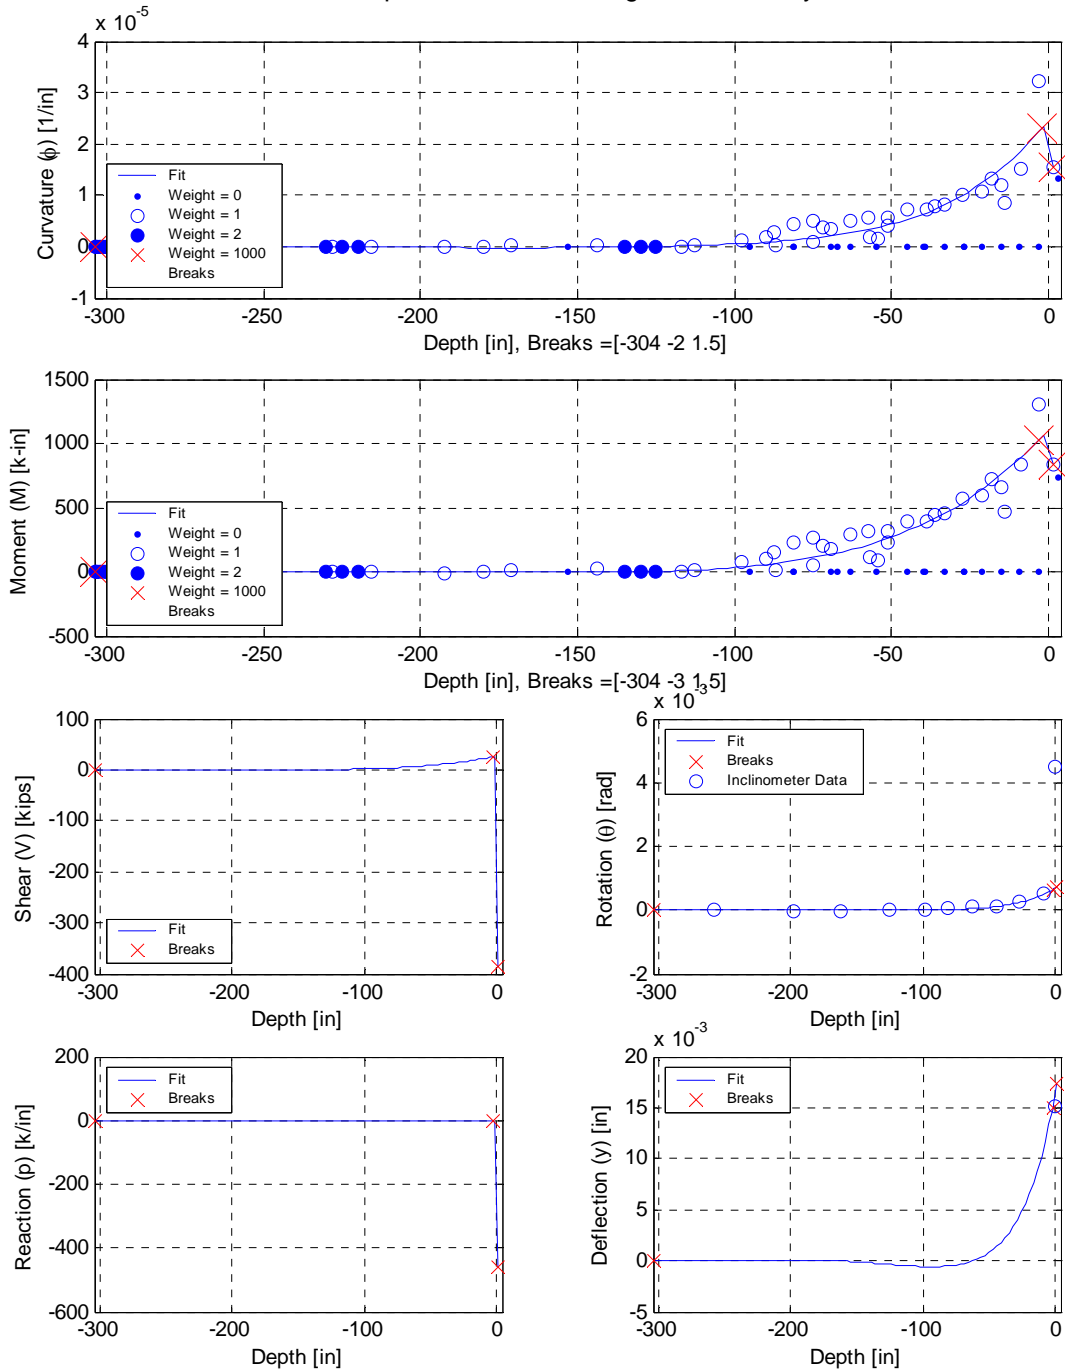 x 10⁻⁵
4
3
2
1
0
-1
Curvature (ϕ) [1/in]
Fit
Weight = 0
Weight = 1
Weight = 2
Weight = 1000
Breaks
-300 -250 -200 -150 -100 -50 0
Depth [in], Breaks =[-304 -2 1.5]
1500
1000
500
0
-500
Moment (M) [k-in]
Fit
Weight = 0
Weight = 1
Weight = 2
Weight = 1000
Breaks
-300 -250 -200 -150 -100 -50 0
Depth [in], Breaks =[-304 -3 1.5]
100
0
-100
-200
-300
-400
Shear (V) [kips]
Fit
Breaks
-300 -200 -100 0
Depth [in]
x 10⁻³
6
4
2
0
-2
Rotation (θ) [rad]
Fit
Breaks
Inclinometer Data
-300 -200 -100 0
Depth [in]
200
0
-200
-400
-600
Reaction (p) [k/in]
Fit
Breaks
-300 -200 -100 0
Depth [in]
x 10⁻³
20
15
10
5
0
-5
Deflection (y) [in]
Fit
Breaks
-300 -200 -100 0
Depth [in]